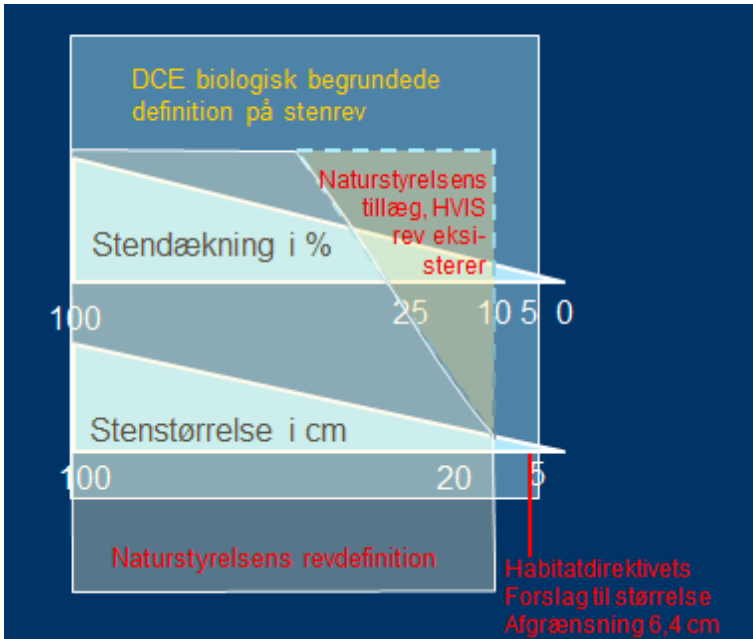 DCE biologisk begrundede
definition på stenrev
Naturstyrelsens
tillæg, HVIS
rev eksi-
sterer
Stendækning i %
100 25 10 5 0
Stenstørrelse i cm
100 20 5
Naturstyrelsens revdefinition
Habitatdirektivets
Forslag til størrelse
Afgrænsning 6,4 cm